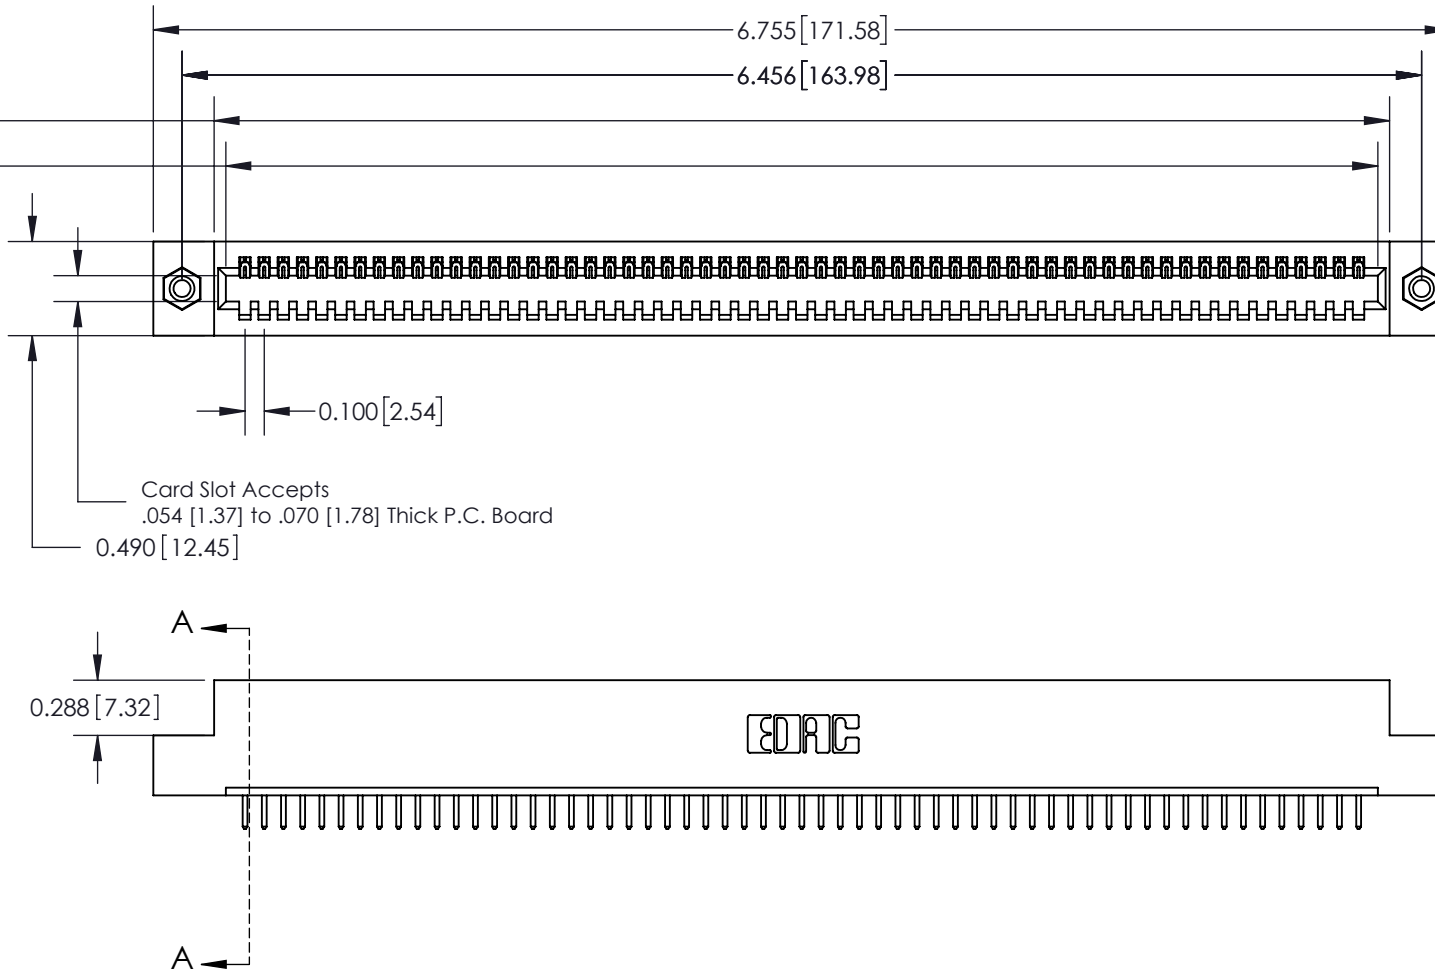 6.755[171.58]
6.456[163.98]
0.100[2.54]
Card Slot Accepts
.054 [1.37] to .070 [1.78] Thick P.C. Board
0.490[12.45]
A
0.288[7.32]
EDAC
A